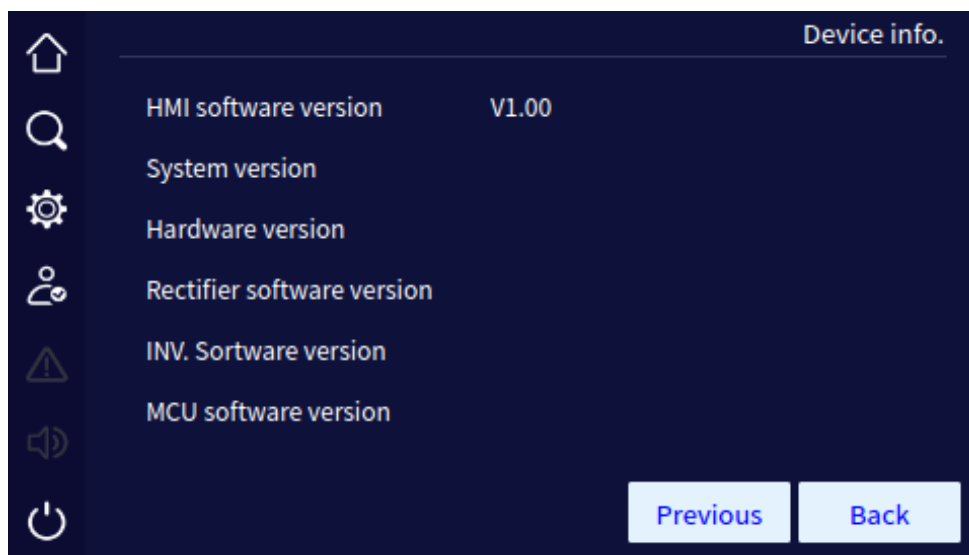 Device info.
HMI software version V1.00
System version
Hardware version
Rectifier software version
INV. Sortware version
MCU software version
Previous Back